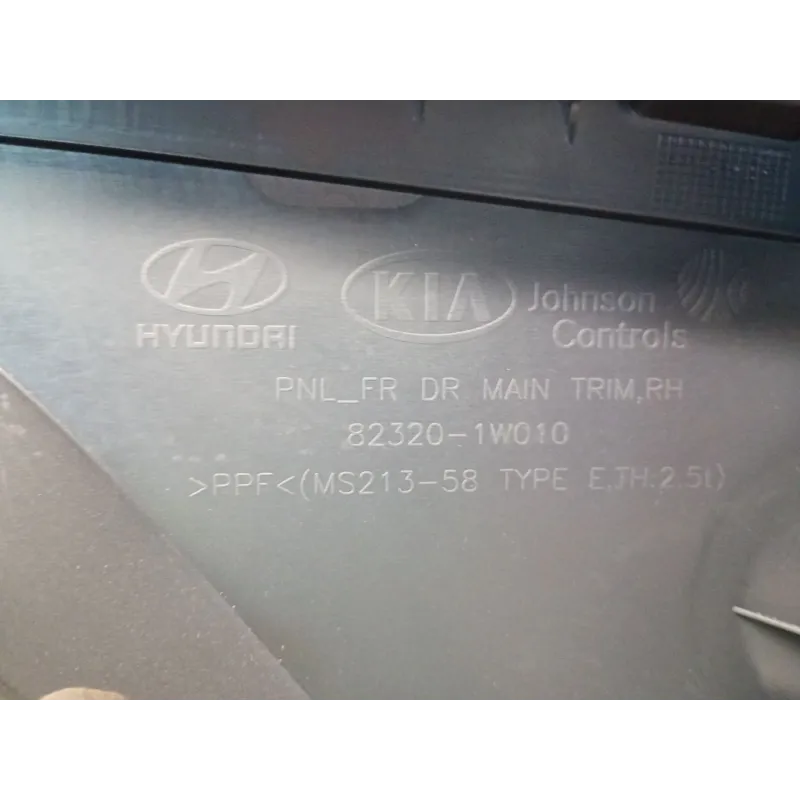 HYUNDAI
KIA
Johnson
Controls
PNL_FR DR MAIN TRIM,RH
82320-1W010
>PPF<(MS213-58 TYPE E,TH:2.5t)